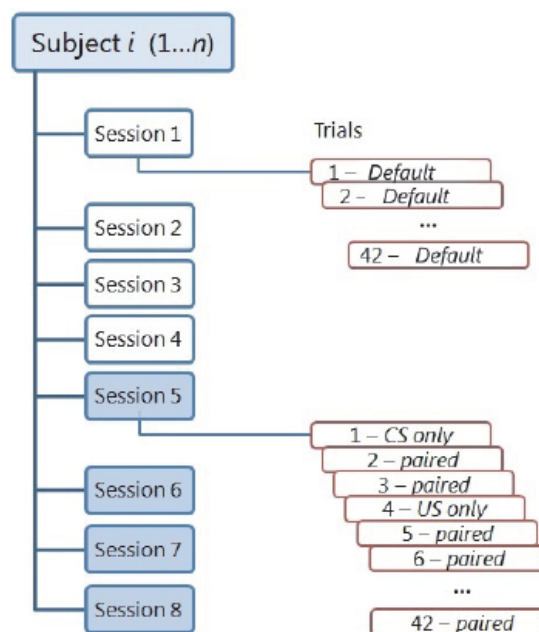 Subject i (1...n)
Session 1
Trials
1 – Default
2 – Default
...
42 – Default
Session 2
Session 3
Session 4
Session 5
1 – CS only
2 – paired
3 – paired
4 – US only
5 – paired
6 – paired
...
42 – paired
Session 6
Session 7
Session 8